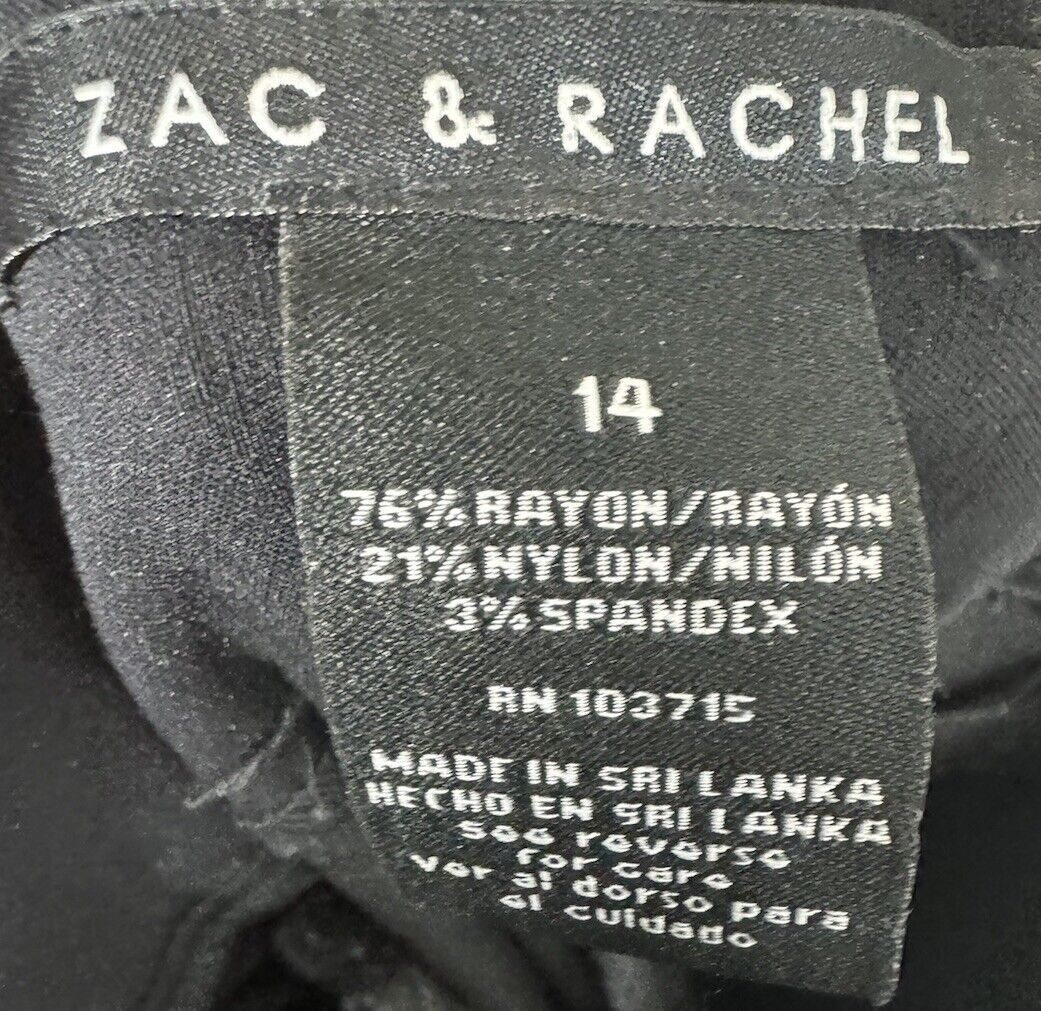 ZAC & RACHEL
14
76% RAYON/RAYÓN
21% NYLON/NILÓN
3% SPANDEX
RN 103715
MADE IN SRI LANKA
HECHO EN SRI LANKA
See reverse
for care
Ver al dorso para
el cuidado